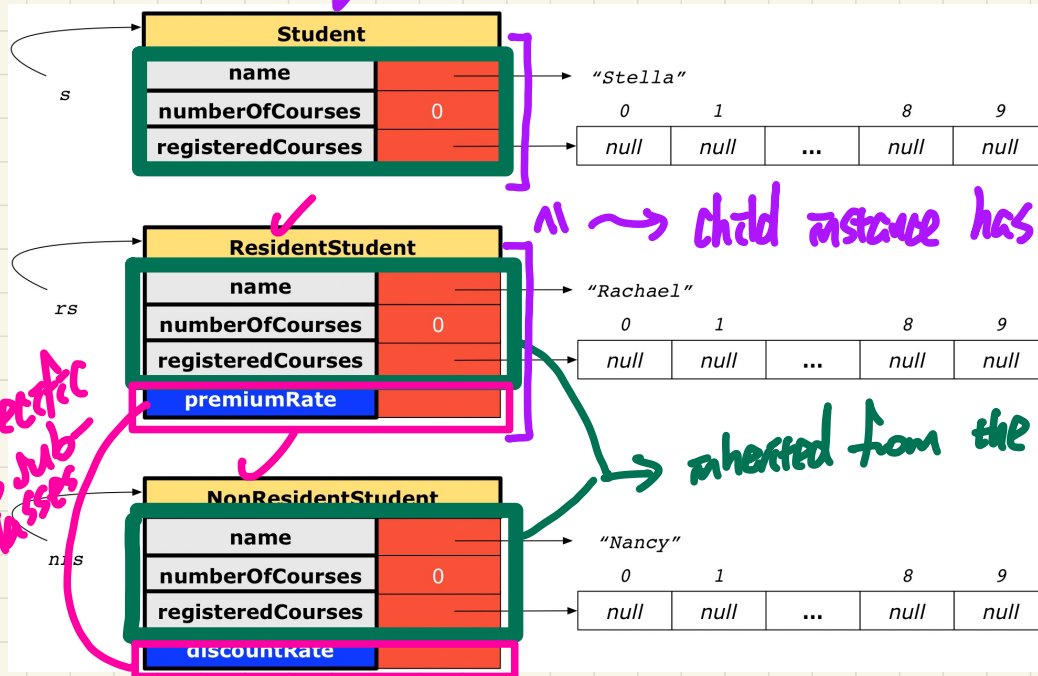 Student
name
numberOfCourses 0
registeredCourses
s
"Stella"
0 1 8 9
null null ... null null
child instance has
ResidentStudent
name
numberOfCourses 0
registeredCourses
premiumRate
rs
"Rachael"
0 1 8 9
null null ... null null
inherited from the
sub
NonResidentStudent
name
numberOfCourses 0
registeredCourses
discountRate
nrs
"Nancy"
0 1 8 9
null null ... null null